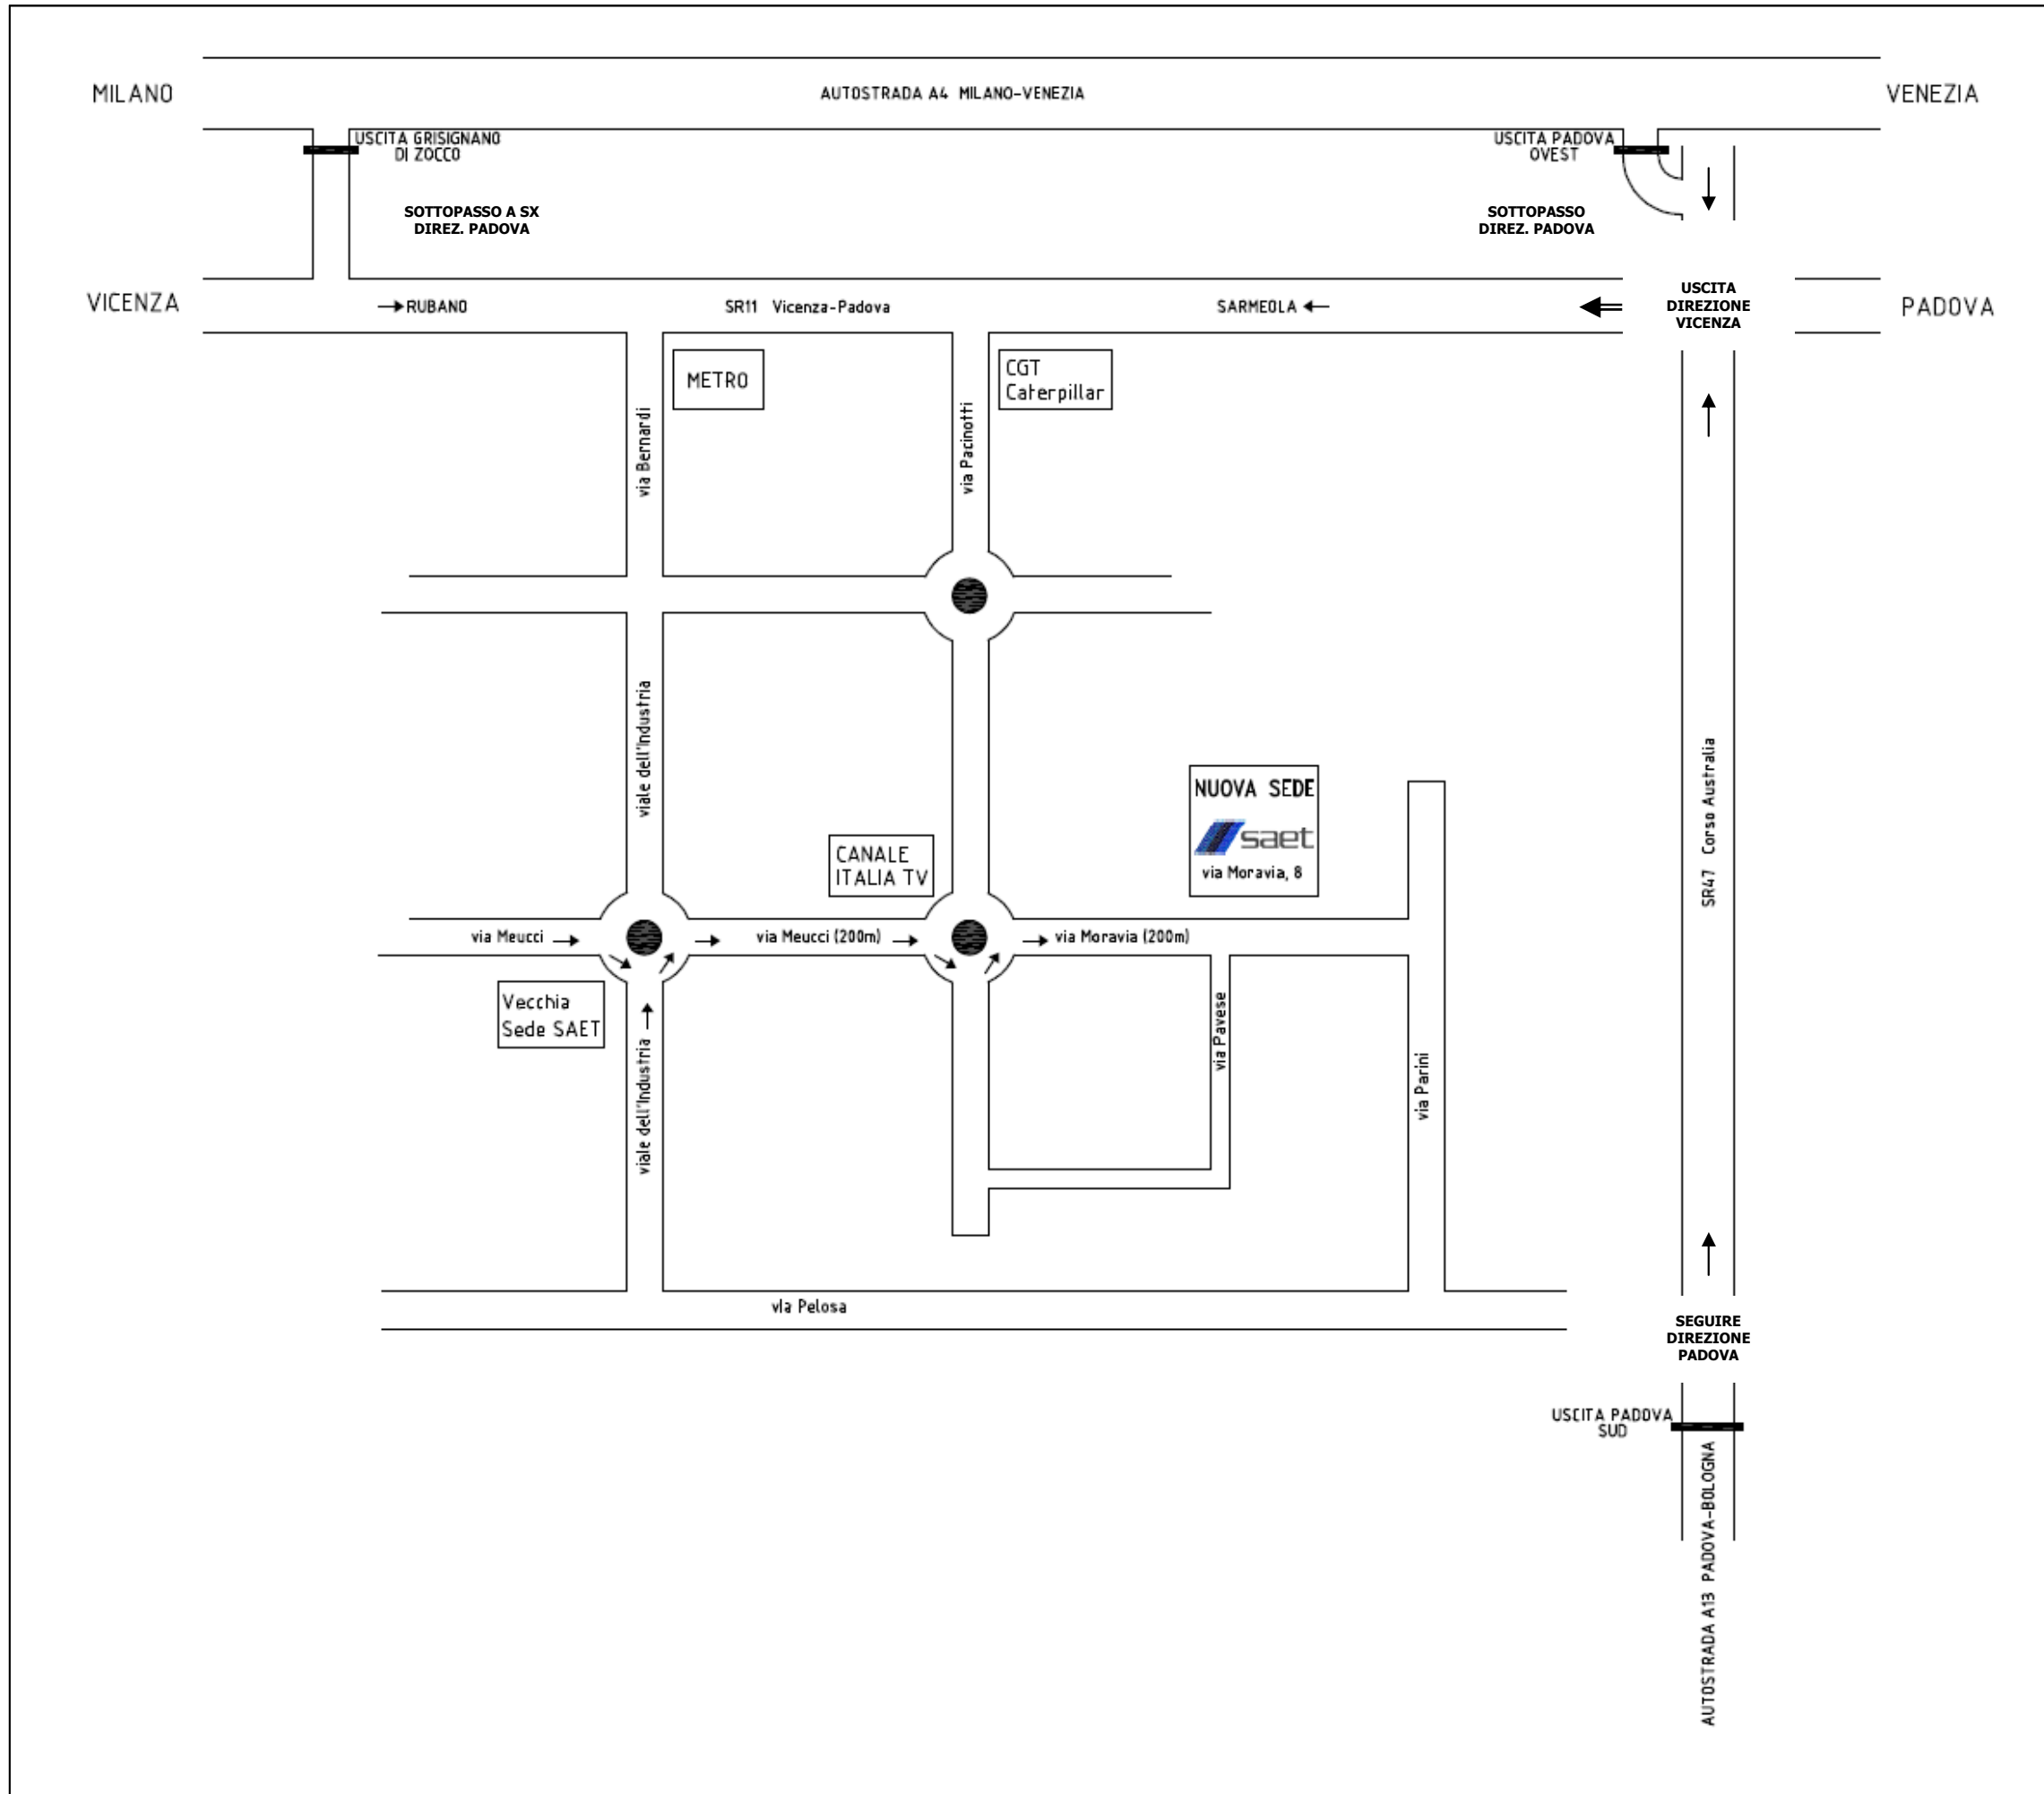 MILANO
AUTOSTRADA A4 MILANO-VENEZIA
VENEZIA
USCITA GRISIGNANO
DI ZOCCO
USCITA PADOVA
OVEST
SOTTOPASSO A SX
DIREZ. PADOVA
SOTTOPASSO
DIREZ. PADOVA
VICENZA
RUBANO
SR11 Vicenza-Padova
SARMEOLA
USCITA
DIREZIONE
VICENZA
PADOVA
METRO
CGT
Caterpillar
via Bernardi
via Pacinotti
viale dell'Industria
SR47 Corso Australia
NUOVA SEDE
saet
via Moravia, 8
CANALE
ITALIA TV
via Meucci
via Meucci (200m)
via Moravia (200m)
Vecchia
Sede SAET
viale dell'Industria
via Pavese
via Parini
via Pelosa
SEGUIRE
DIREZIONE
PADOVA
USCITA PADOVA
SUD
AUTOSTRADA A13 PADOVA-BOLOGNA